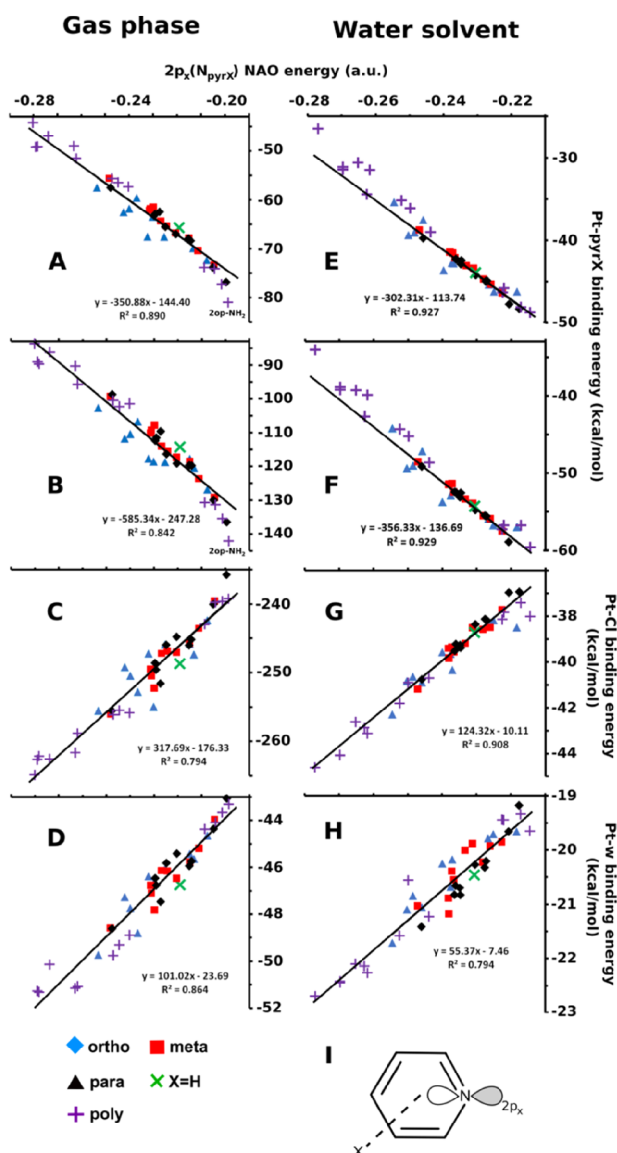 Gas phase
Water solvent
2pₓ(N_pyrX) NAO energy (a.u.)
-0.28 -0.24 -0.20
-0.28 -0.26 -0.24 -0.22
-50
-60
-70
-80
A
y = -350.88x - 144.40
R² = 0.890
2op-NH₂
-30
-40
-50
E
y = -302.31x - 113.74
R² = 0.927
Pt-pyrX binding energy (kcal/mol)
-90
-100
-110
-120
-130
-140
B
y = -585.34x - 247.28
R² = 0.842
2op-NH₂
-40
-50
-60
F
y = -356.33x - 136.69
R² = 0.929
-240
-250
-260
C
y = 317.69x - 176.33
R² = 0.794
-38
-40
-42
-44
G
y = 124.32x - 10.11
R² = 0.908
Pt-Cl binding energy
(kcal/mol)
-44
-46
-48
-50
-52
D
y = 101.02x - 23.69
R² = 0.864
-19
-20
-21
-22
-23
H
y = 55.37x - 7.46
R² = 0.794
Pt-w binding energy
(kcal/mol)
ortho
meta
para
X=H
poly
I
N
2pₓ
X